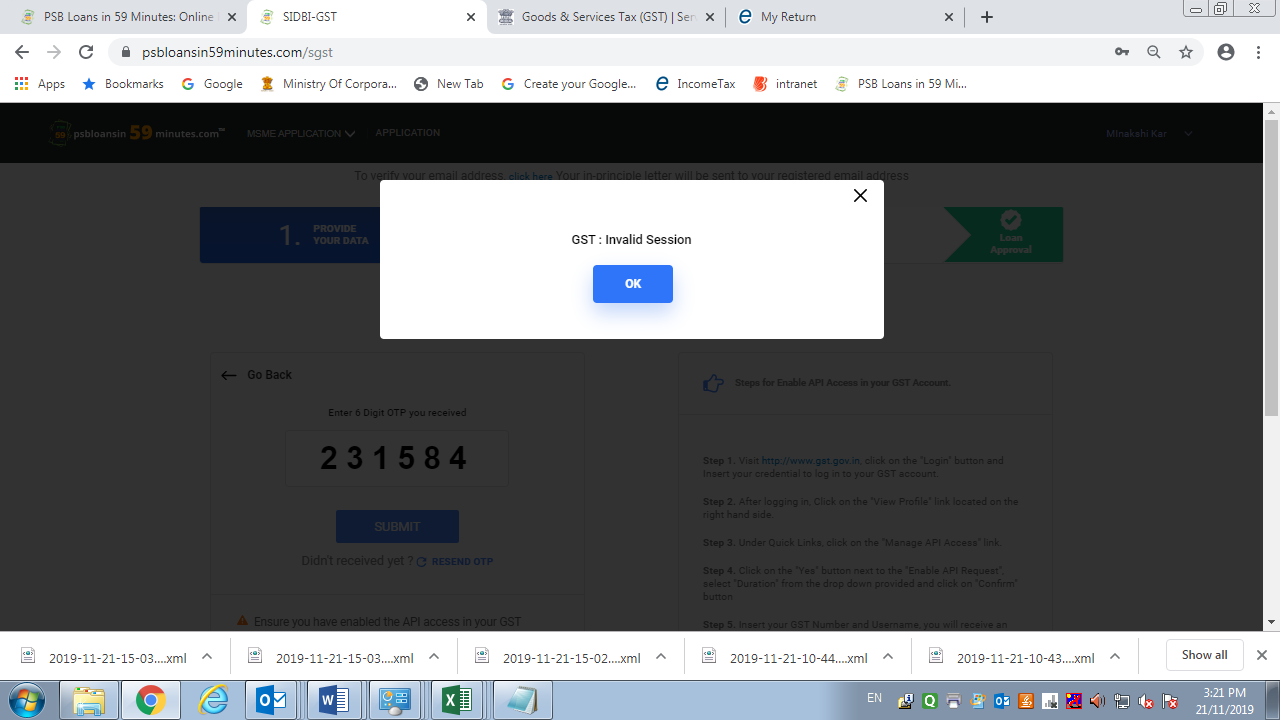 PSB Loans in 59 Minutes: Online
SIDBI-GST
Goods & Services Tax (GST) | Ser
My Return
psbloansin59minutes.com/sgst
Apps
Bookmarks
Google
Ministry Of Corpora...
New Tab
Create your Google...
IncomeTax
intranet
PSB Loans in 59 Mi...
psbloansin 59 minutes.com™
MSME APPLICATION
APPLICATION
Minakshi Kar
To verify your email address, click here Your in-principle letter will be sent to your registered email address
1. PROVIDE
YOUR DATA
Loan
Approval
GST : Invalid Session
OK
Go Back
Enter 6 Digit OTP you received
2 3 1 5 8 4
SUBMIT
Didn't received yet ? RESEND OTP
Ensure you have enabled the API access in your GST
Steps for Enable API Access in your GST Account.
Step 1. Visit http://www.gst.gov.in, click on the "Login" button and
insert your credential to log in to your GST account.
Step 2. After logging in, Click on the "View Profile" link located on the
right hand side.
Step 3. Under Quick Links, click on the "Manage API Access" link.
Step 4. Click on the "Yes" button next to the "Enable API Request",
select "Duration" from the drop down provided and click on "Confirm"
button
Step 5. Insert your GST Number and Username, you will receive an
2019-11-21-15-03....xml
2019-11-21-15-03....xml
2019-11-21-15-02....xml
2019-11-21-10-44....xml
2019-11-21-10-43....xml
Show all
EN
3:21 PM
21/11/2019